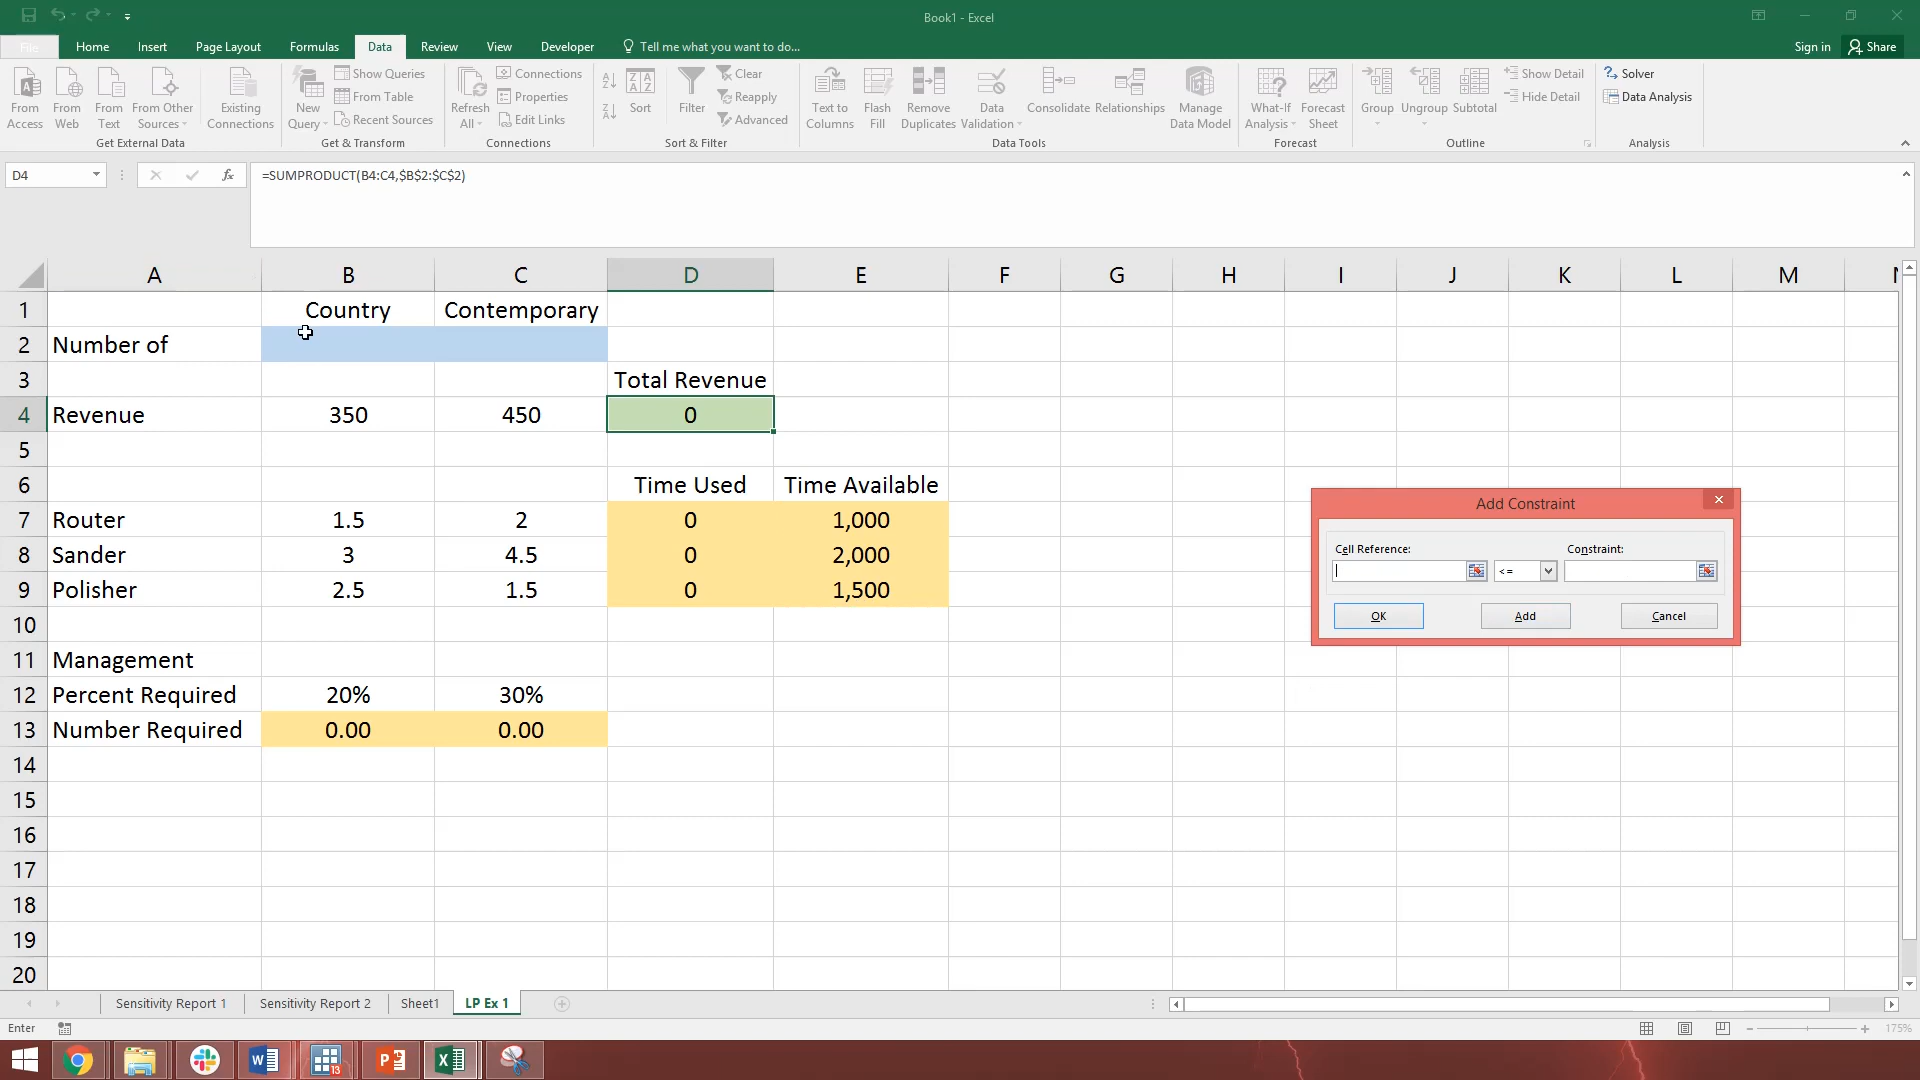 Book1 - Excel
File Home Insert Page Layout Formulas Data Review View Developer Tell me what you want to do... Sign in Share
From Access
From Web
From Text
From Other Sources
Existing Connections
Get External Data
New Query
Show Queries
From Table
Recent Sources
Get & Transform
Refresh All
Connections
Properties
Edit Links
Connections
Sort
Filter
Clear
Reapply
Advanced
Sort & Filter
Text to Columns
Flash Fill
Remove Duplicates
Data Validation
Consolidate
Relationships
Manage Data Model
Data Tools
What-If Analysis
Forecast Sheet
Forecast
Group
Ungroup
Subtotal
Show Detail
Hide Detail
Outline
Solver
Data Analysis
Analysis
D4 fx =SUMPRODUCT(B4:C4,$B$2:$C$2)
A B C D E F G H I J K L M N
1 Country Contemporary
2 Number of
3 Total Revenue
4 Revenue 350 450 0
5
6 Time Used Time Available
7 Router 1.5 2 0 1,000
8 Sander 3 4.5 0 2,000
9 Polisher 2.5 1.5 0 1,500
10
11 Management
12 Percent Required 20% 30%
13 Number Required 0.00 0.00
14
15
16
17
18
19
20
Add Constraint
Cell Reference: Constraint:
<=
OK Add Cancel
Sensitivity Report 1 Sensitivity Report 2 Sheet1 LP Ex 1
Enter 175%
13